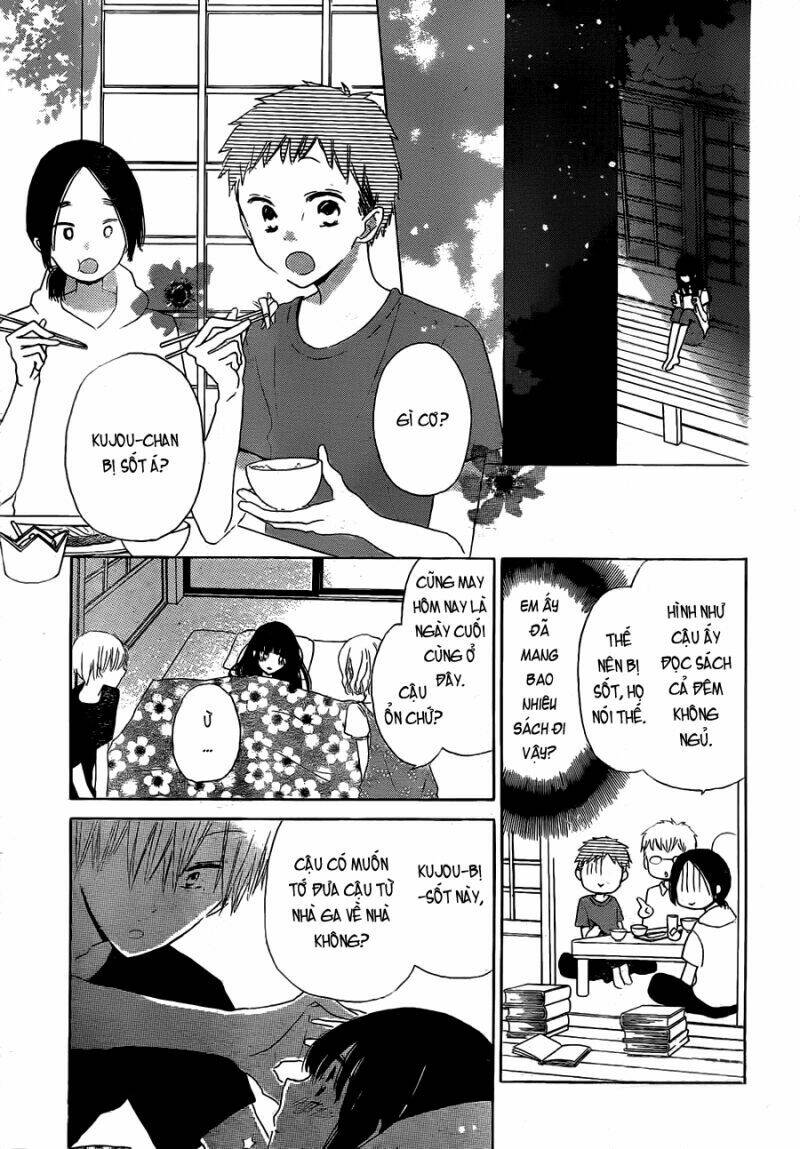 GÌ CƠ?
KUJOU-CHAN
BỊ SỐT Á?
HÌNH NHƯ
CẬU ẤY
ĐỌC SÁCH
CẢ ĐÊM
KHÔNG
NGỦ.
THẾ
NÊN BỊ
SỐT, HỌ
NÓI THẾ.
EM ẤY
ĐÃ
MANG
BAO
NHIÊU
SÁCH ĐI
VẬY?
CŨNG MAY
HÔM NAY LÀ
NGÀY CUỐI
CÙNG Ở
ĐÂY.
CẬU
ỔN CHỨ?
Ừ
...
KUJOU-BỊ
-SỐT NÀY,
CẬU CÓ MUỐN
TỚ ĐƯA CẬU TỪ
NHÀ GA VỀ NHÀ
KHÔNG?